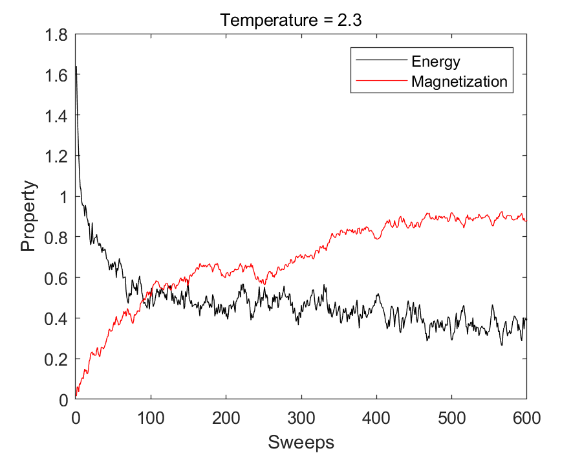 Temperature = 2.3
1.8
1.6
1.4
1.2
1
0.8
0.6
0.4
0.2
0
Property
Energy
Magnetization
0 100 200 300 400 500 600
Sweeps